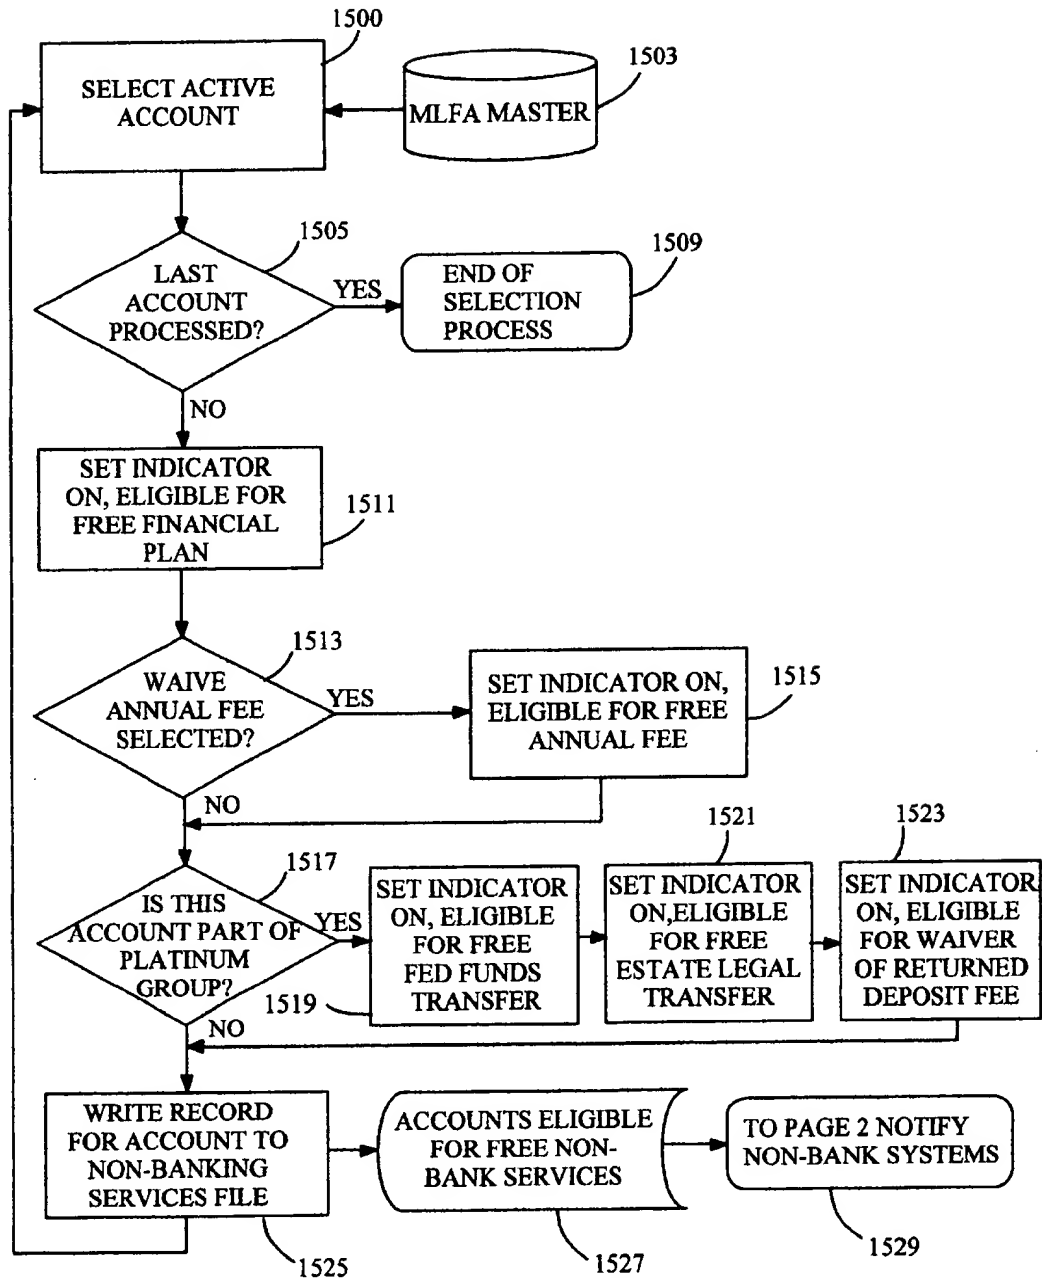 1500
SELECT ACTIVE
ACCOUNT
MLFA MASTER
1503
1505
LAST
ACCOUNT
PROCESSED?
YES
END OF
SELECTION
PROCESS
1509
NO
SET INDICATOR
ON, ELIGIBLE FOR
FREE FINANCIAL
PLAN
1511
1513
WAIVE
ANNUAL FEE
SELECTED?
YES
SET INDICATOR ON,
ELIGIBLE FOR FREE
ANNUAL FEE
1515
NO
1517
IS THIS
ACCOUNT PART OF
PLATINUM
GROUP?
YES
SET INDICATOR
ON, ELIGIBLE
FOR FREE
FED FUNDS
TRANSFER
1519
1521
SET INDICATOR
ON,ELIGIBLE
FOR FREE
ESTATE LEGAL
TRANSFER
1523
SET INDICATOR
ON, ELIGIBLE
FOR WAIVER
OF RETURNED
DEPOSIT FEE
NO
WRITE RECORD
FOR ACCOUNT TO
NON-BANKING
SERVICES FILE
1525
ACCOUNTS ELIGIBLE
FOR FREE NON-
BANK SERVICES
1527
TO PAGE 2 NOTIFY
NON-BANK SYSTEMS
1529